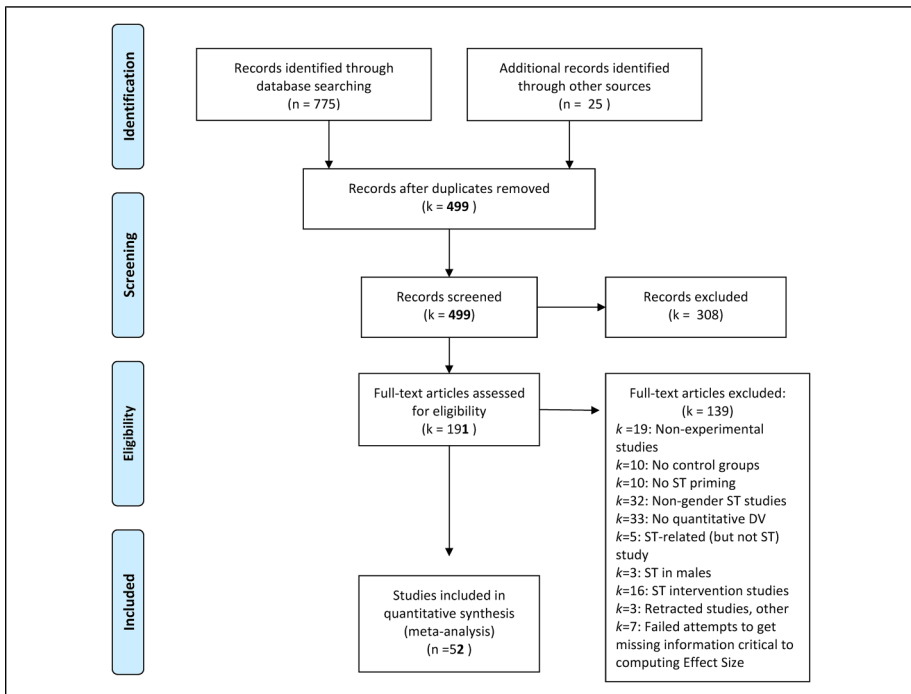 Identification
Records identified through
database searching
(n = 775)
Additional records identified
through other sources
(n = 25 )
Records after duplicates removed
(k = 499 )
Screening
Records screened
(k = 499)
Records excluded
(k = 308)
Eligibility
Full-text articles assessed
for eligibility
(k = 191 )
Full-text articles excluded:
(k = 139)
k =19: Non-experimental
studies
k=10: No control groups
k=10: No ST priming
k=32: Non-gender ST studies
k=33: No quantitative DV
k=5: ST-related (but not ST)
study
k=3: ST in males
k=16: ST intervention studies
k=3: Retracted studies, other
k=7: Failed attempts to get
missing information critical to
computing Effect Size
Included
Studies included in
quantitative synthesis
(meta-analysis)
(n =52 )